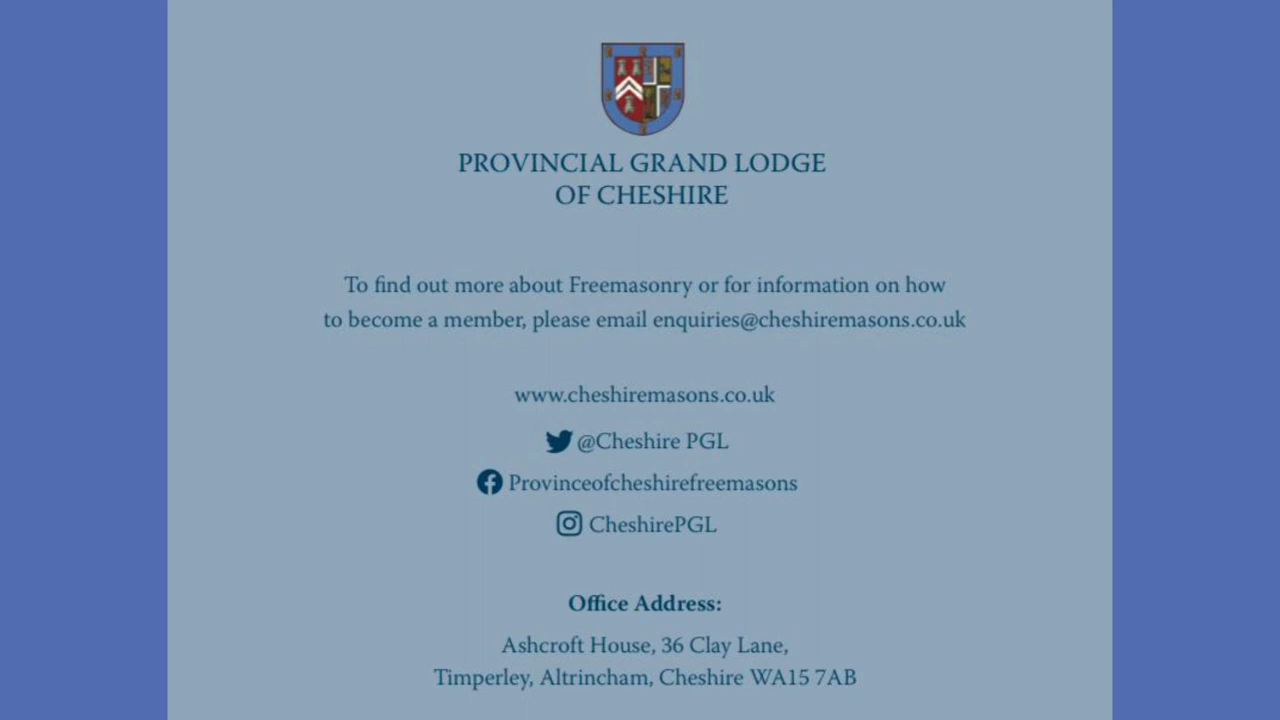 PROVINCIAL GRAND LODGE
OF CHESHIRE
To find out more about Freemasonry or for information on how
to become a member, please email enquiries@cheshiremasons.co.uk
www.cheshiremasons.co.uk
@Cheshire PGL
Provinceofcheshirefreemasons
CheshirePGL
Office Address:
Ashcroft House, 36 Clay Lane,
Timperley, Altrincham, Cheshire WA15 7AB